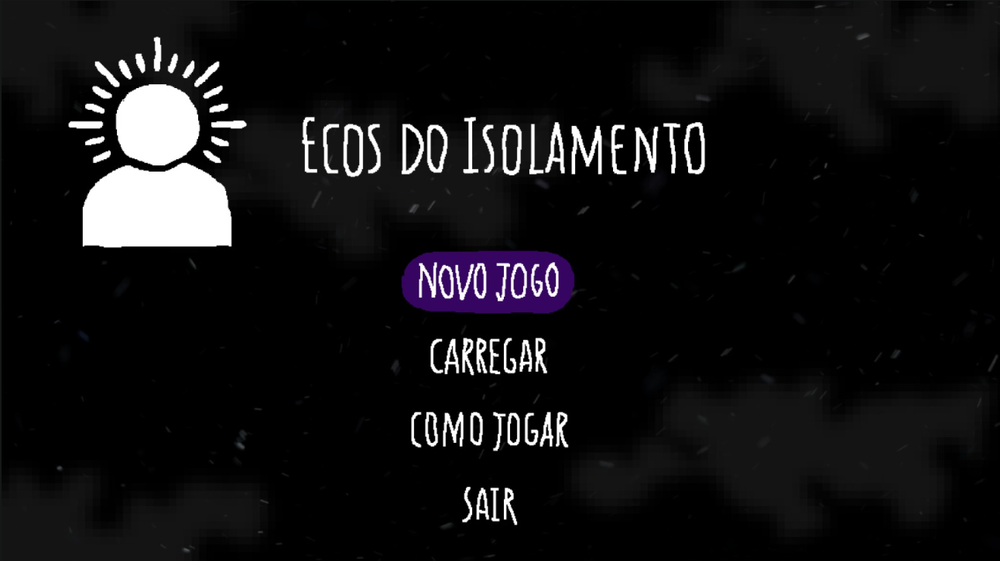 Ecos do Isolamento
NOVO JOGO
CARREGAR
COMO JOGAR
SAIR